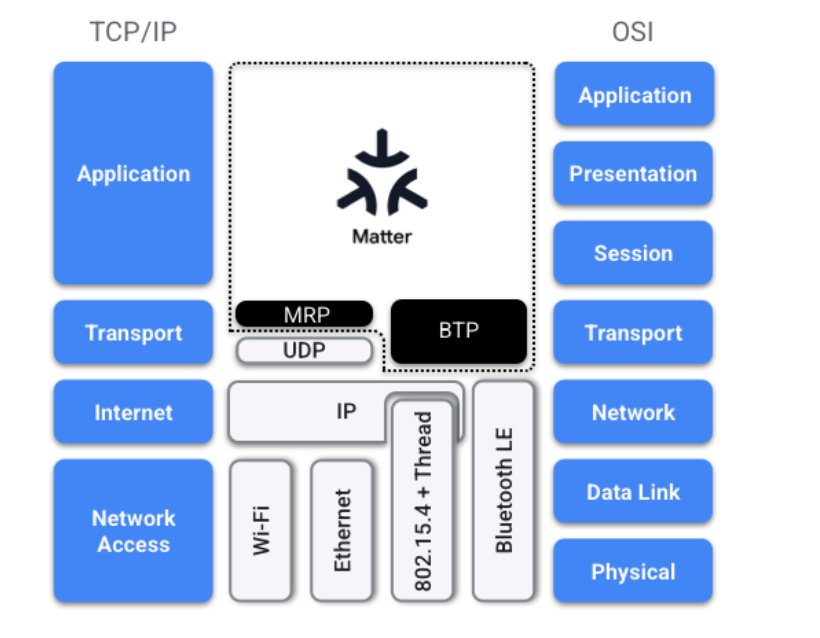 TCP/IP
OSI
Application
Matter
Application
Presentation
Session
Transport
MRP
UDP
BTP
Transport
Internet
IP
Network
Network
Access
Wi-Fi
Ethernet
802.15.4 + Thread
Bluetooth LE
Data Link
Physical